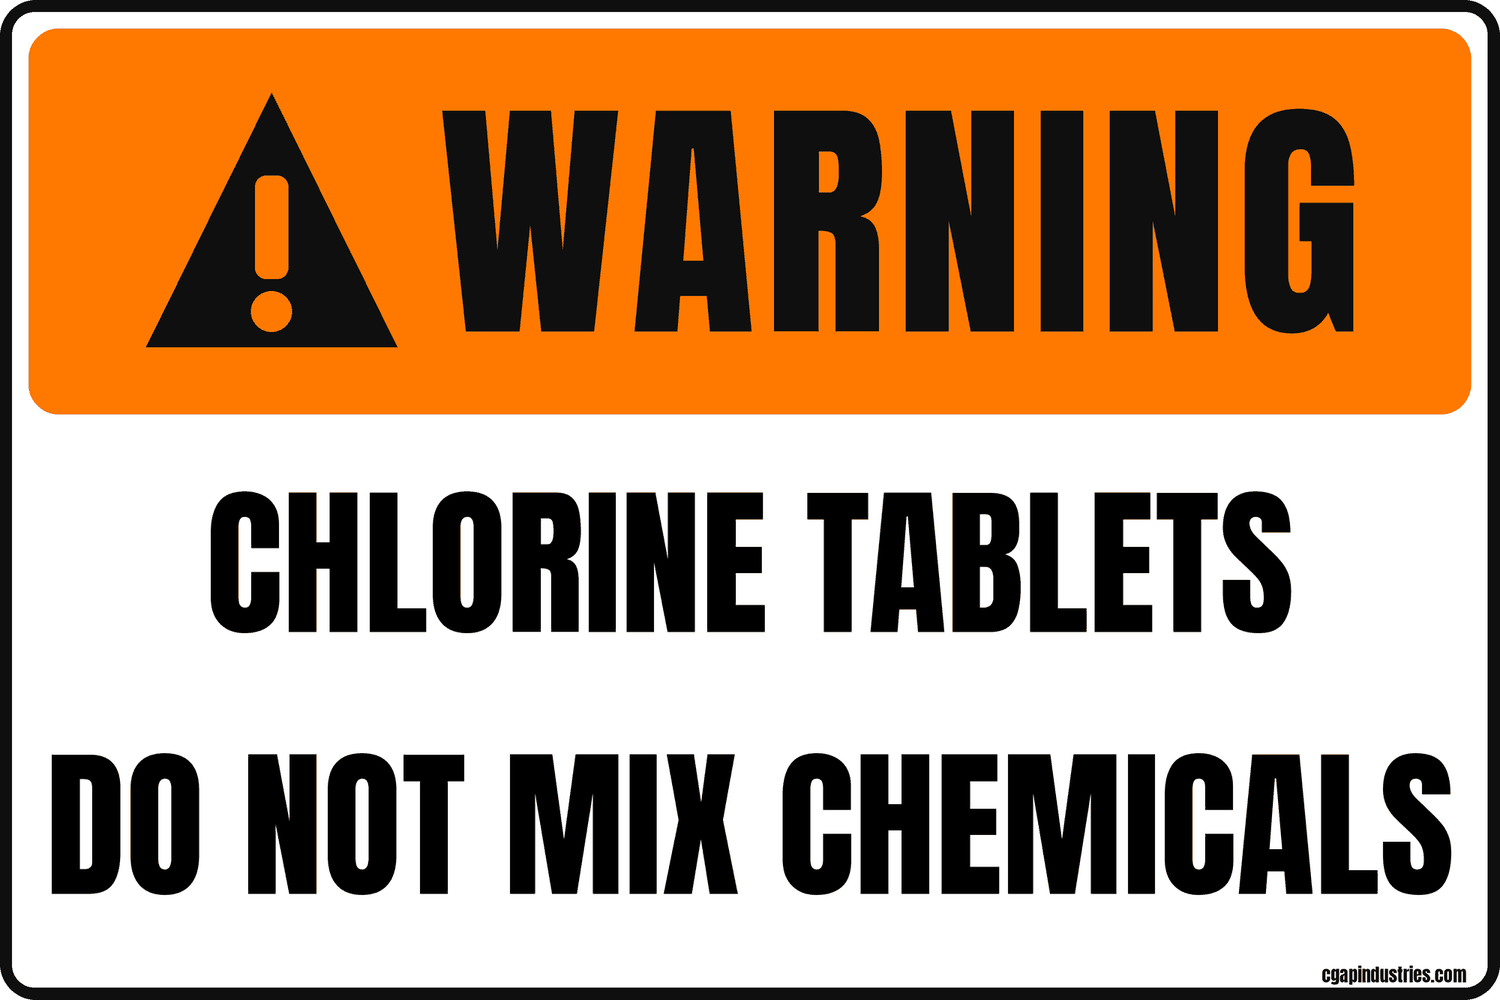 WARNING
CHLORINE TABLETS
DO NOT MIX CHEMICALS
cgapindustries.com